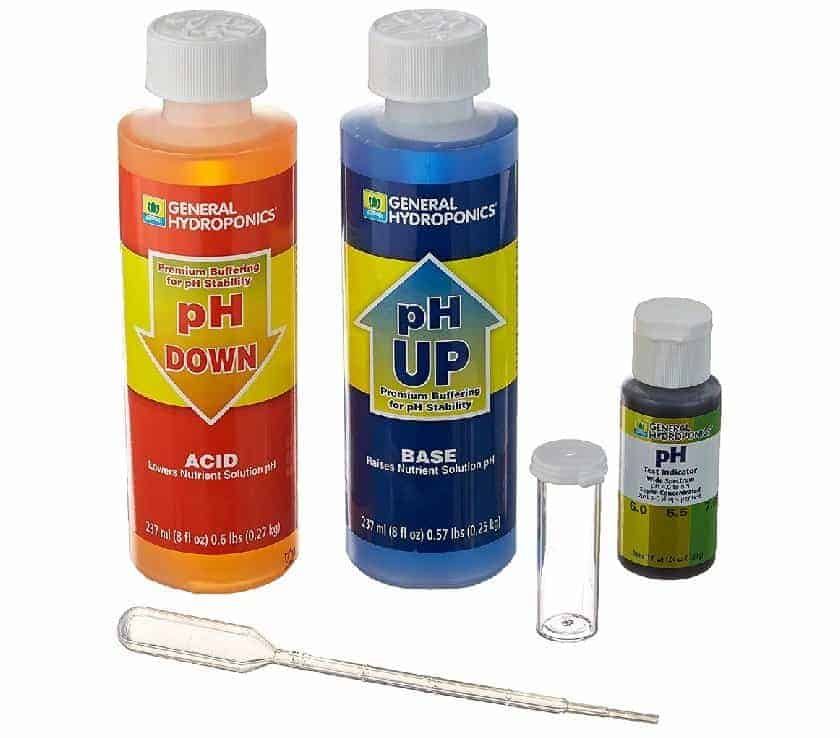 GENERAL
HYDROPONICS
Premium Buffering
for pH Stability
pH
DOWN
ACID
Lowers Nutrient Solution pH
237 ml (8 fl oz) 0.6 lbs (0.27 kg)
GENERAL
HYDROPONICS
pH
UP
Premium Buffering
for pH Stability
BASE
Raises Nutrient Solution pH
237 ml (8 fl oz) 0.57 lbs (0.25 kg)
GENERAL
HYDROPONICS
pH
Test Indicator
Wide Spectrum
6.0 6.5